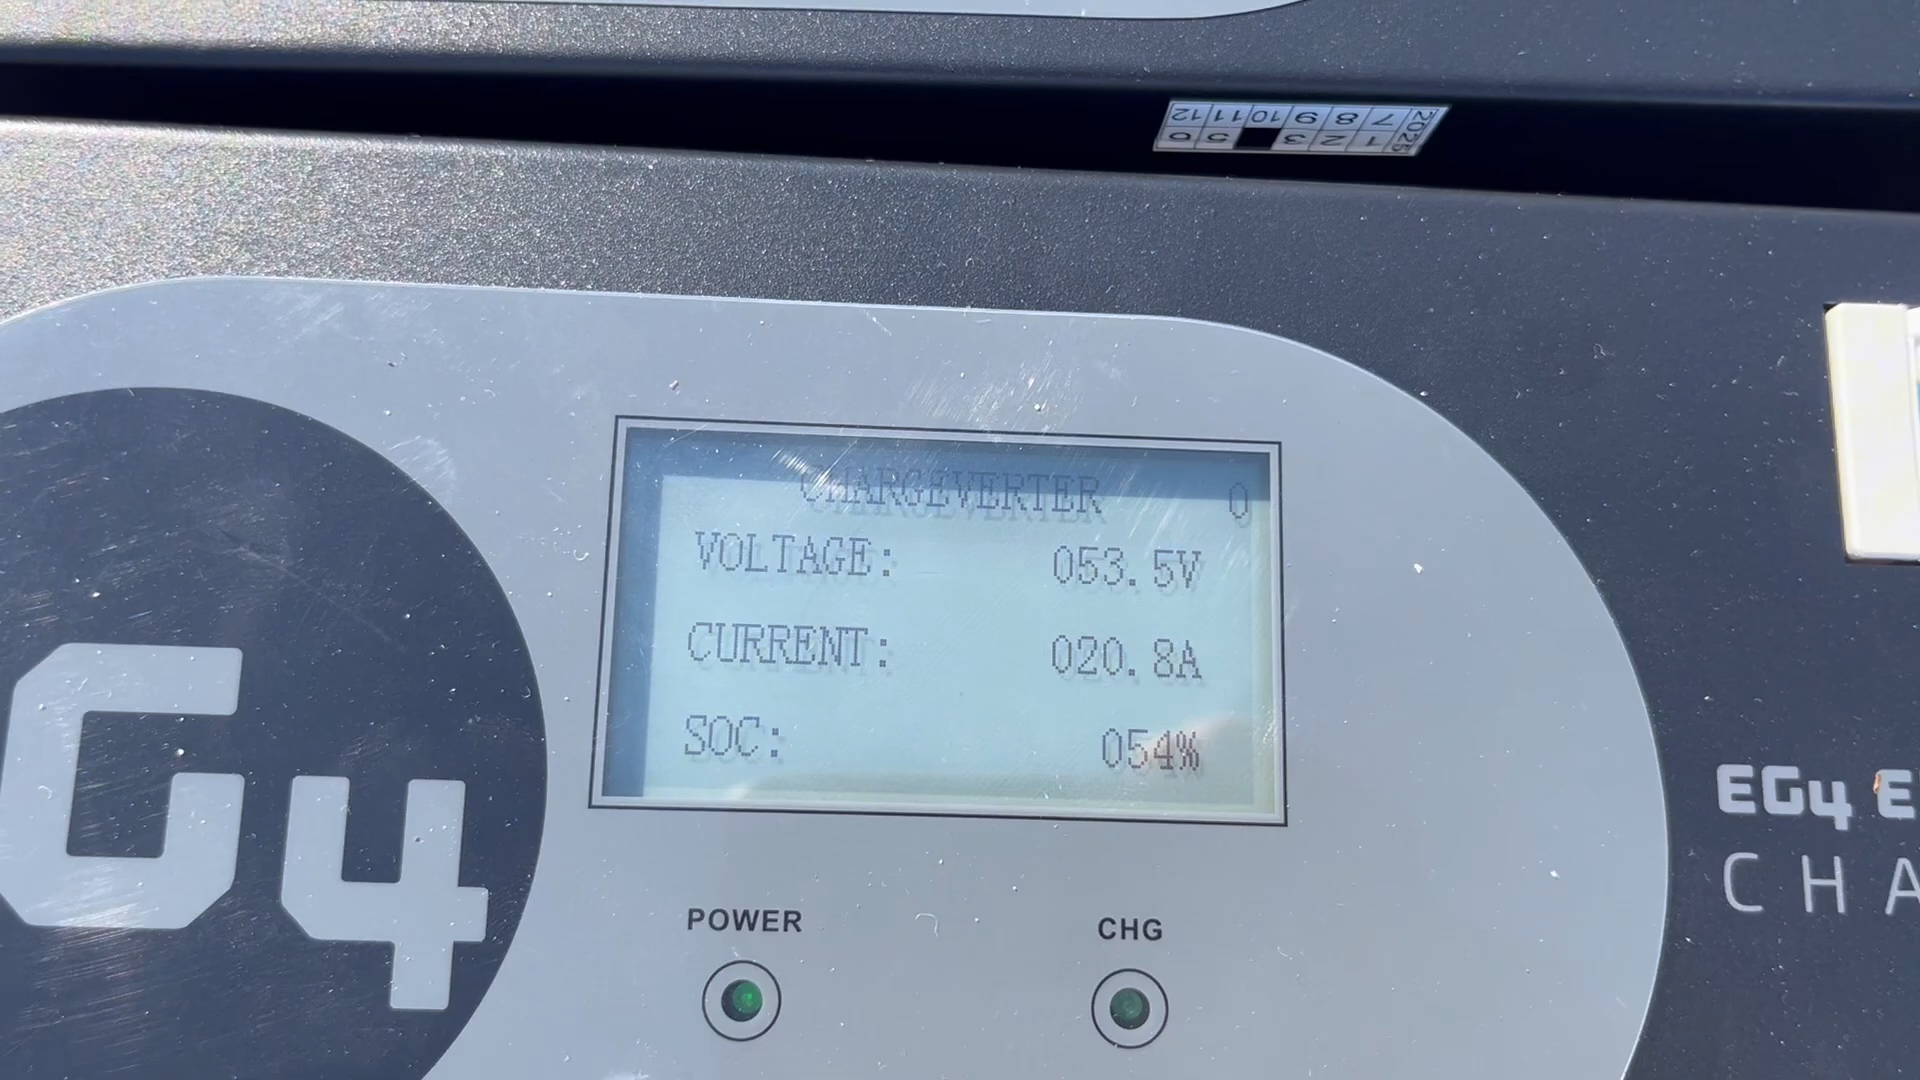 12 11 10 9 8 7 2025
6 5 3 2 1
CHARGEVERTER 0
VOLTAGE: 053.5V
CURRENT: 020.8A
SOC: 054%
G4
EG4 E
CHA
POWER CHG